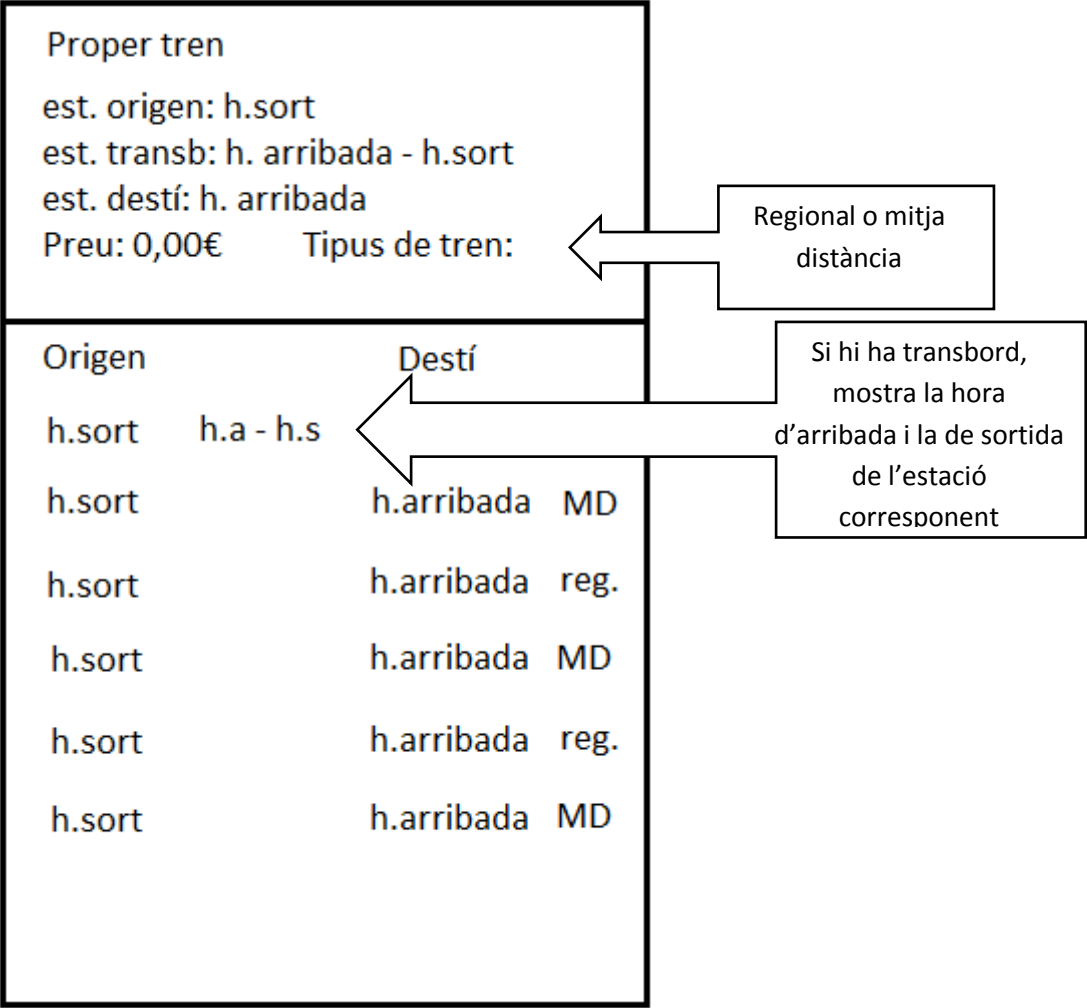 Proper tren
est. origen: h.sort
est. transb: h. arribada - h.sort
est. destí: h. arribada
Preu: 0,00€ Tipus de tren:
Regional o mitja
distància
Origen Destí
h.sort h.a - h.s
Si hi ha transbord,
mostra la hora
d’arribada i la de sortida
de l’estació
corresponent
h.sort h.arribada MD
h.sort h.arribada reg.
h.sort h.arribada MD
h.sort h.arribada reg.
h.sort h.arribada MD